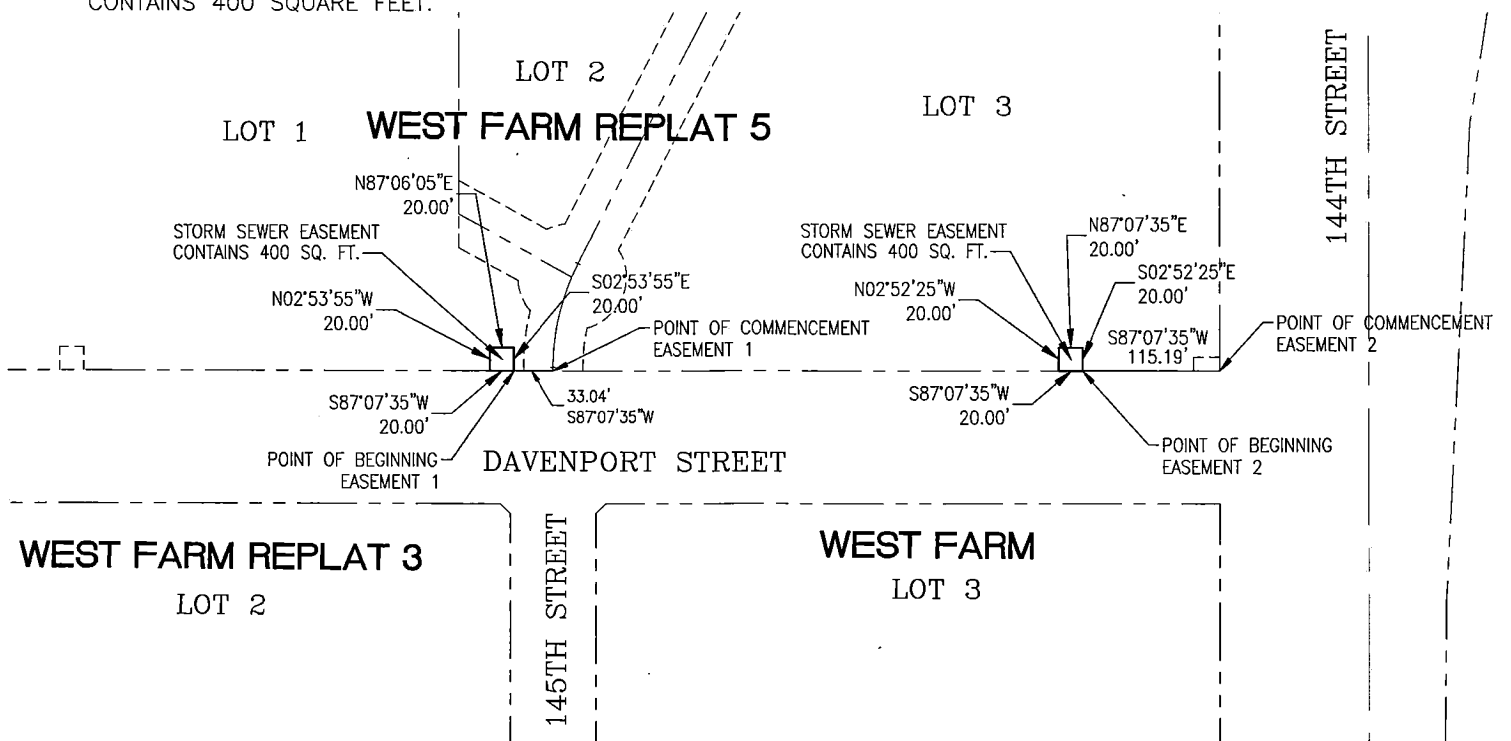 CONTAINS 400 SQUARE FEET.
LOT 2
LOT 3
144TH STREET
LOT 1
WEST FARM REPLAT 5
N87°06'05"E
20.00'
STORM SEWER EASEMENT
CONTAINS 400 SQ. FT.
N02°53'55"W
20.00'
S02°53'55"E
20.00'
POINT OF COMMENCEMENT
EASEMENT 1
STORM SEWER EASEMENT
CONTAINS 400 SQ. FT.
N87°07'35"E
20.00'
S02°52'25"E
20.00'
N02°52'25"W
20.00'
S87°07'35"W
115.19'
POINT OF COMMENCEMENT
EASEMENT 2
S87°07'35"W
20.00'
33.04'
S87°07'35"W
S87°07'35"W
20.00'
POINT OF BEGINNING
EASEMENT 1
DAVENPORT STREET
POINT OF BEGINNING
EASEMENT 2
WEST FARM REPLAT 3
LOT 2
145TH STREET
WEST FARM
LOT 3